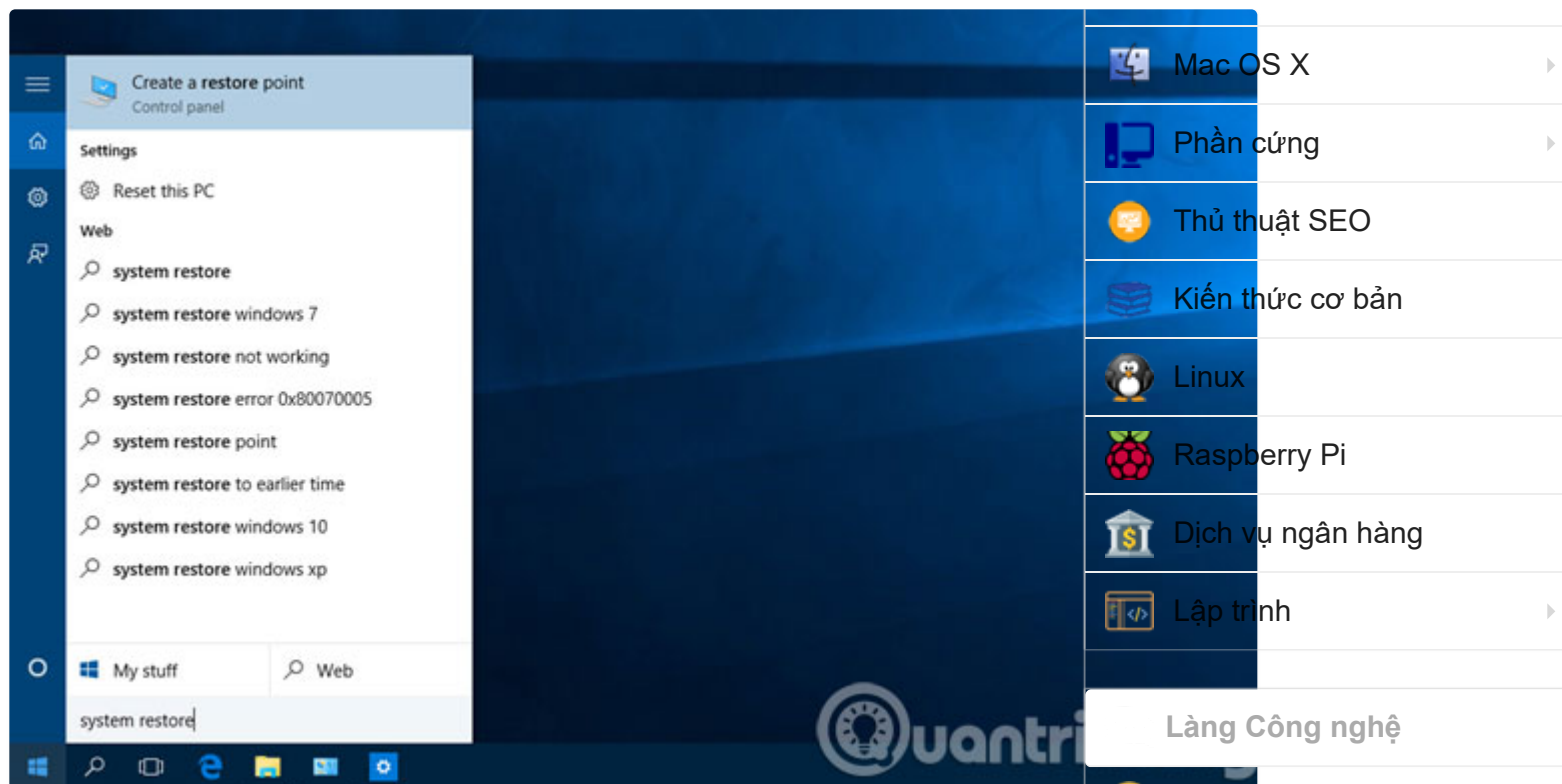 Create a restore point
Control panel
Settings
Reset this PC
Web
system restore
system restore windows 7
system restore not working
system restore error 0x80070005
system restore point
system restore to earlier time
system restore windows 10
system restore windows xp
My stuff
Web
system restore
uantri
Mac OS X
Phần cứng
Thủ thuật SEO
Kiến thức cơ bản
Linux
Raspberry Pi
Dịch vụ ngân hàng
Lập trình
Làng Công nghệ